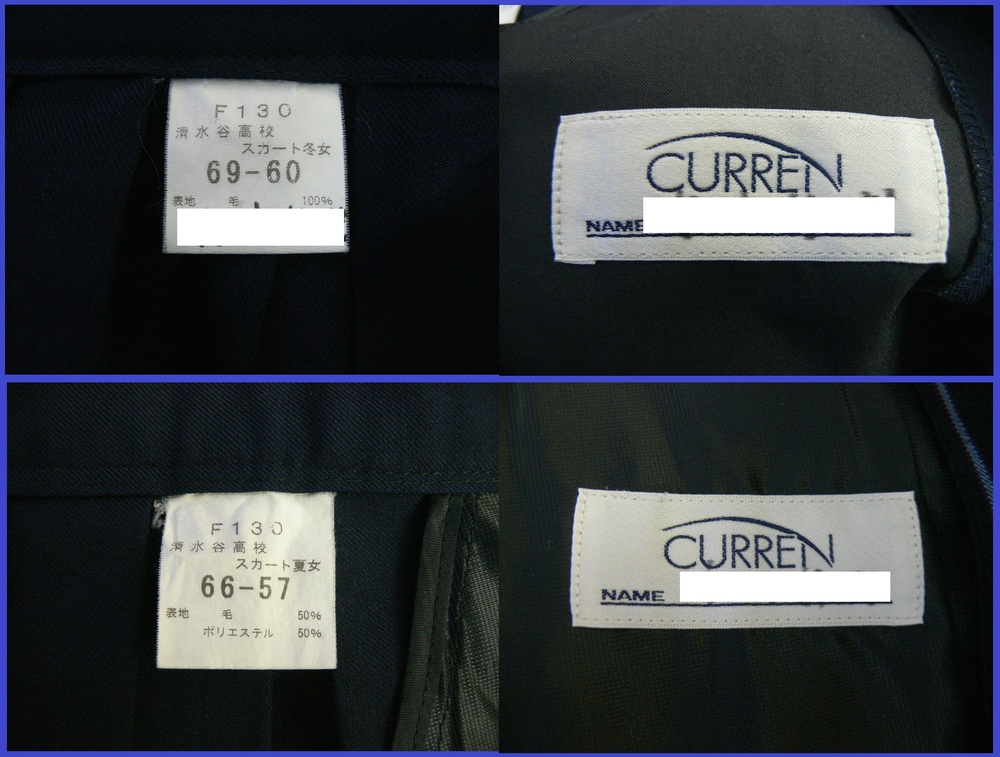 F130
清水谷高校
スカート冬女
69-60
表地 毛 100%
CURREN
NAME
F130
清水谷高校
スカート夏女
66-57
表地 毛 50%
ポリエステル 50%
CURREN
NAME